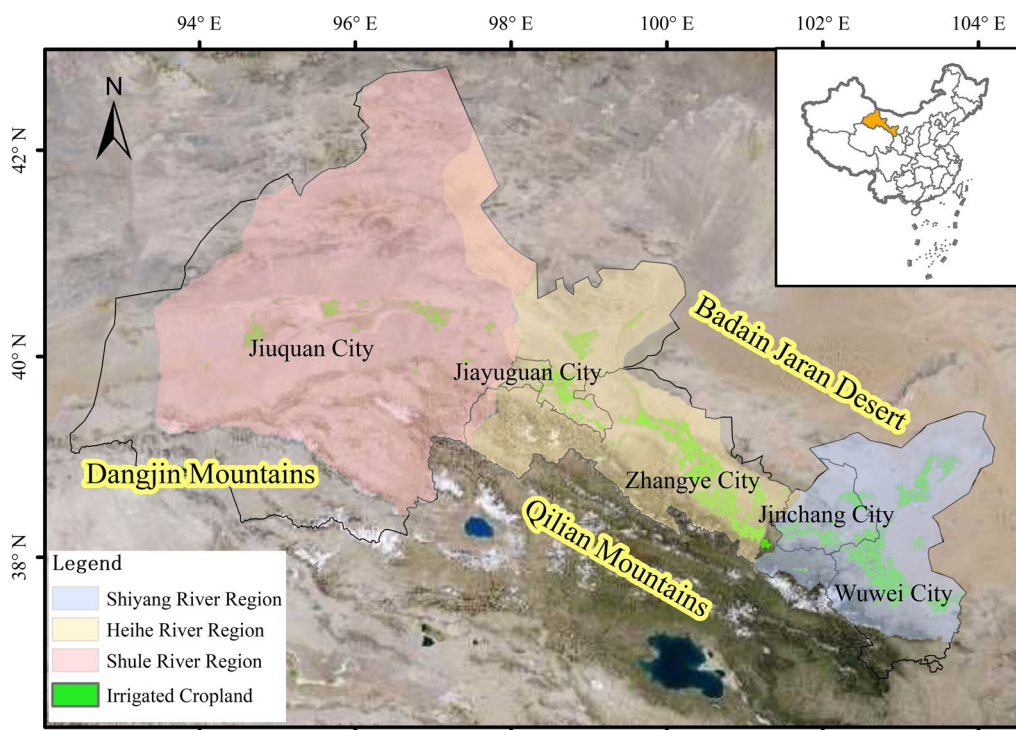 94° E 96° E 98° E 100° E 102° E 104° E
N
42° N
40° N
38° N
Badain Jaran Desert
Jiuquan City
Jiayuguan City
Dangjin Mountains
Zhangye City
Qilian Mountains
Jinchang City
Wuwei City
Legend
Shiyang River Region
Heihe River Region
Shule River Region
Irrigated Cropland